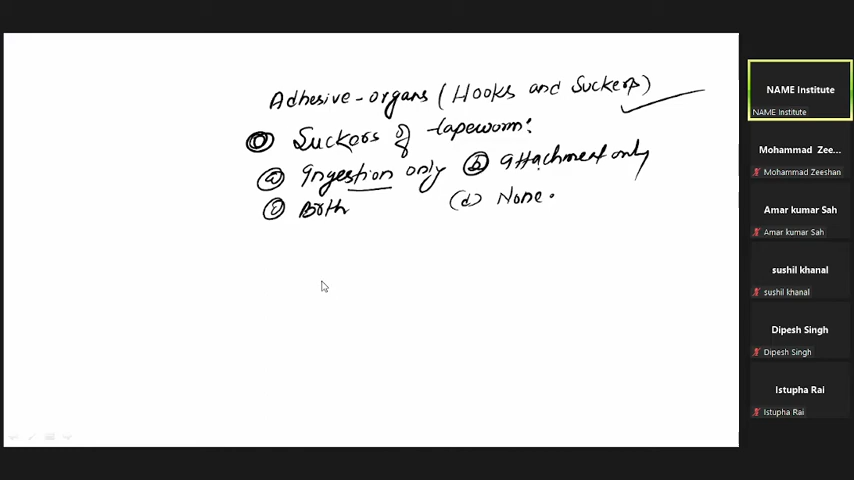 Adhesive-organs (Hooks and Suckers)
Suckers of tapeworm:
(a) Ingestion only (b) Attachment only
(c) Both (d) None.
NAME Institute
NAME Institute
Mohammad Zee...
Mohammad Zeeshan
Amar kumar Sah
Amar kumar Sah
sushil khanal
sushil khanal
Dipesh Singh
Dipesh Singh
Istupha Rai
Istupha Rai